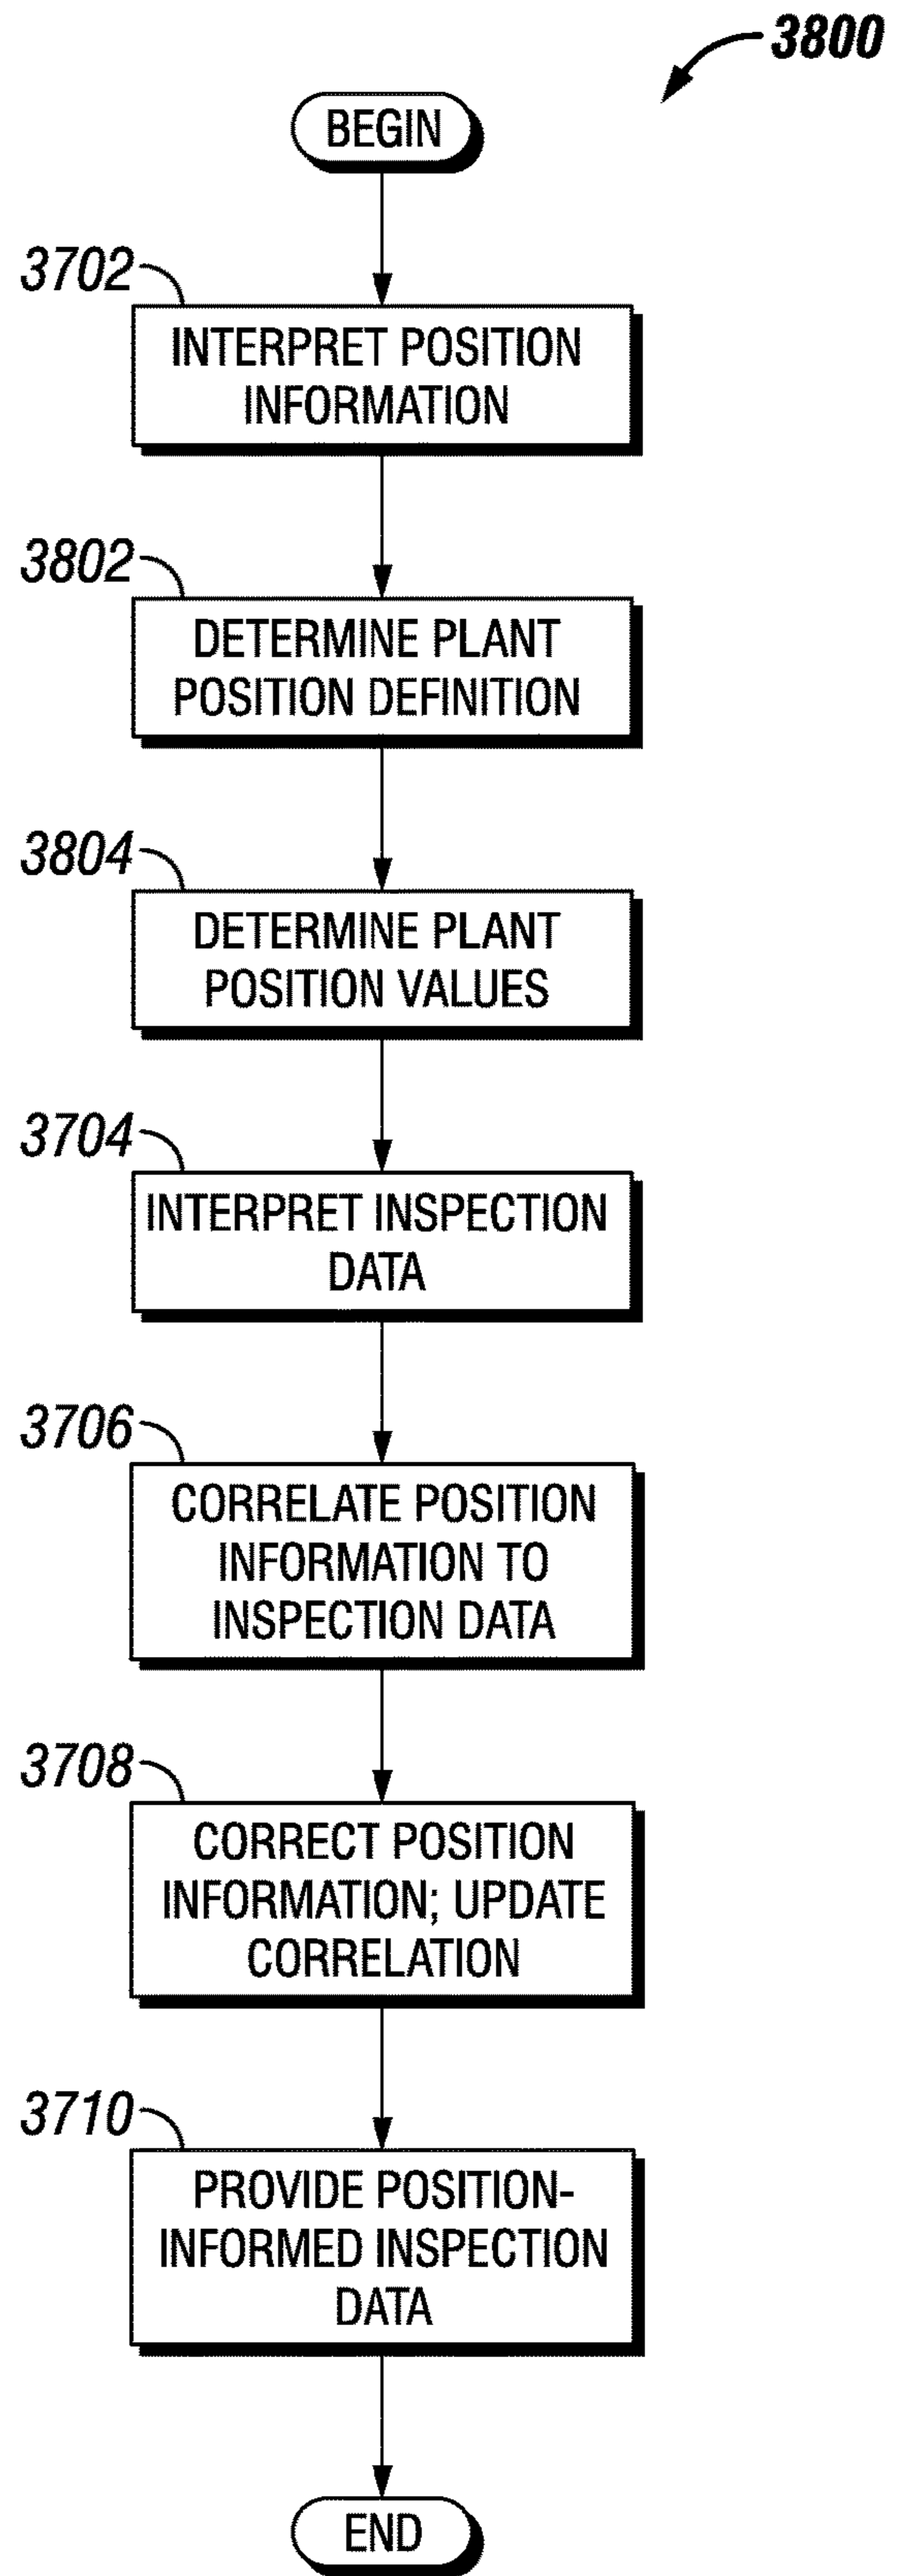 3800
BEGIN
3702
INTERPRET POSITION
INFORMATION
3802
DETERMINE PLANT
POSITION DEFINITION
3804
DETERMINE PLANT
POSITION VALUES
3704
INTERPRET INSPECTION
DATA
3706
CORRELATE POSITION
INFORMATION TO
INSPECTION DATA
3708
CORRECT POSITION
INFORMATION; UPDATE
CORRELATION
3710
PROVIDE POSITION-
INFORMED INSPECTION
DATA
END